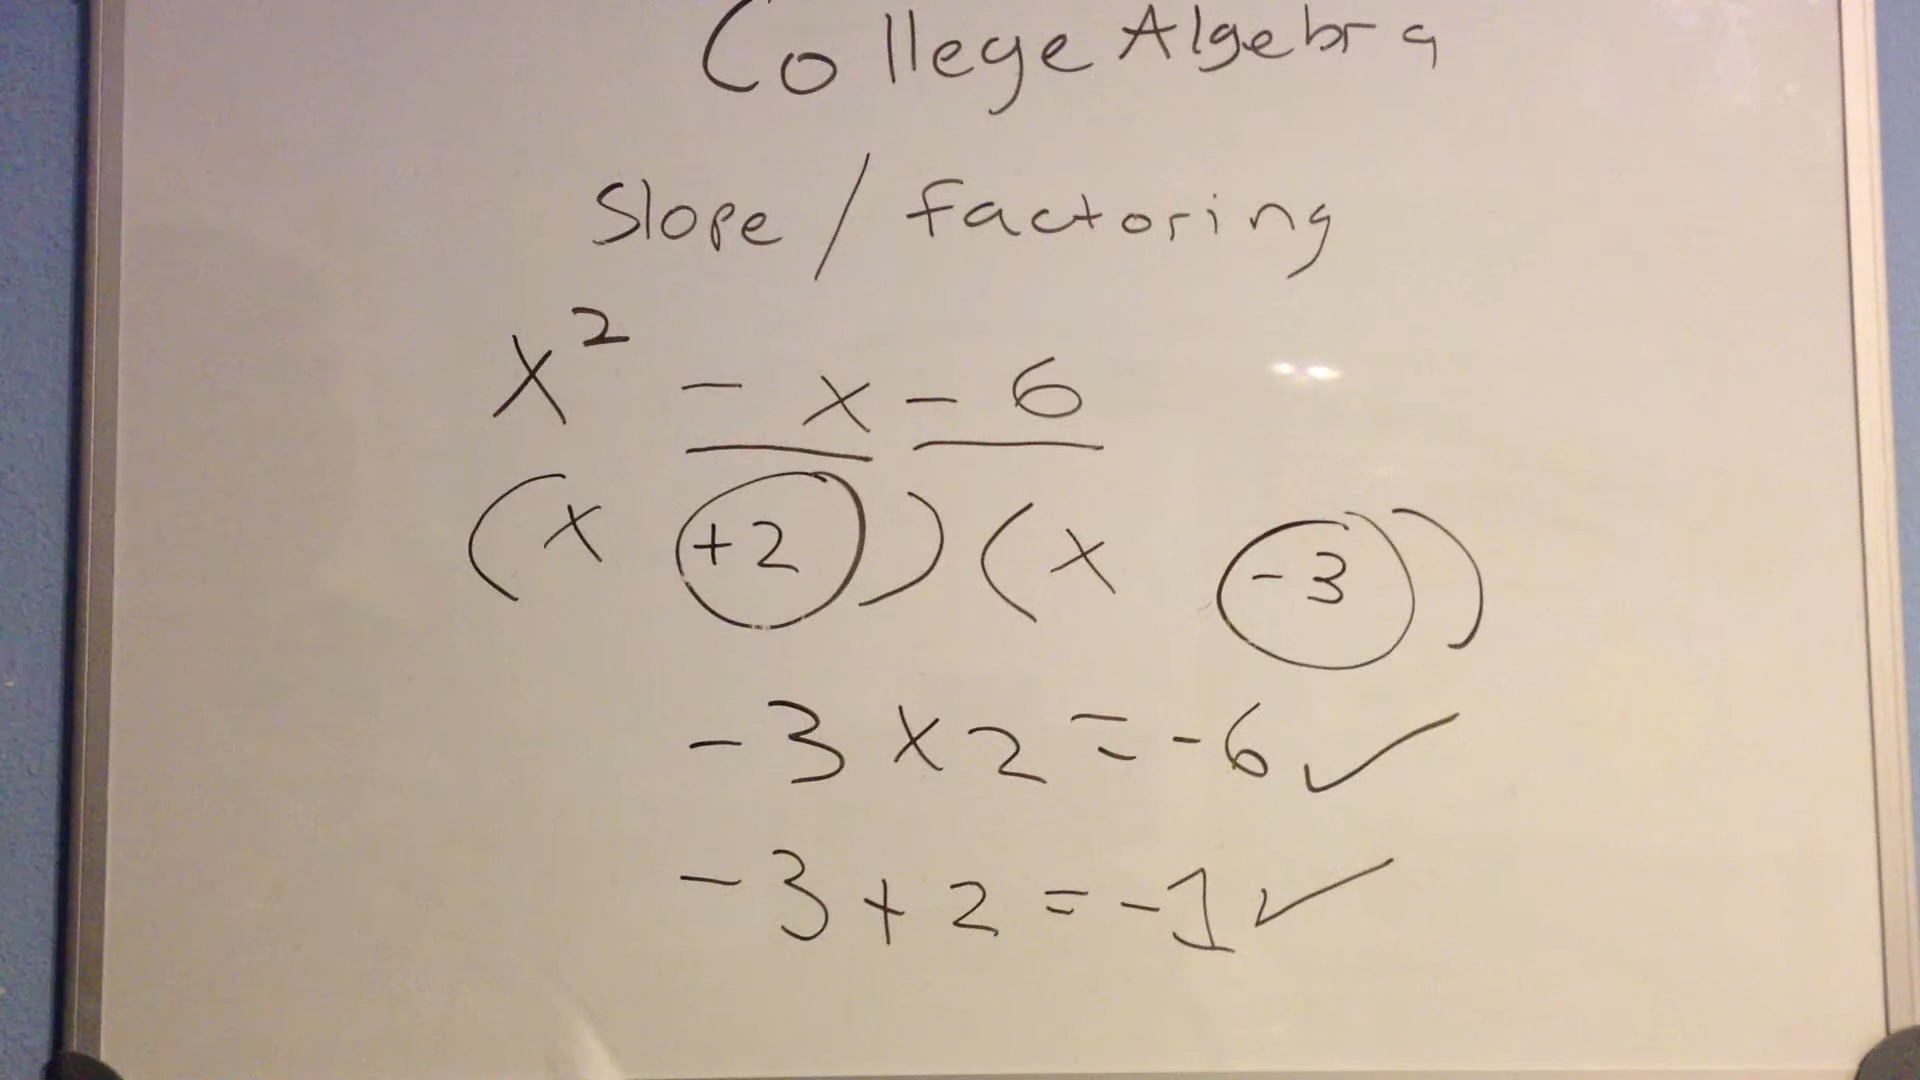 College Algebra
Slope / factoring
x² - x - 6
(x +2) (x -3)
-3 x 2 = -6 ✓
-3 + 2 = -1 ✓